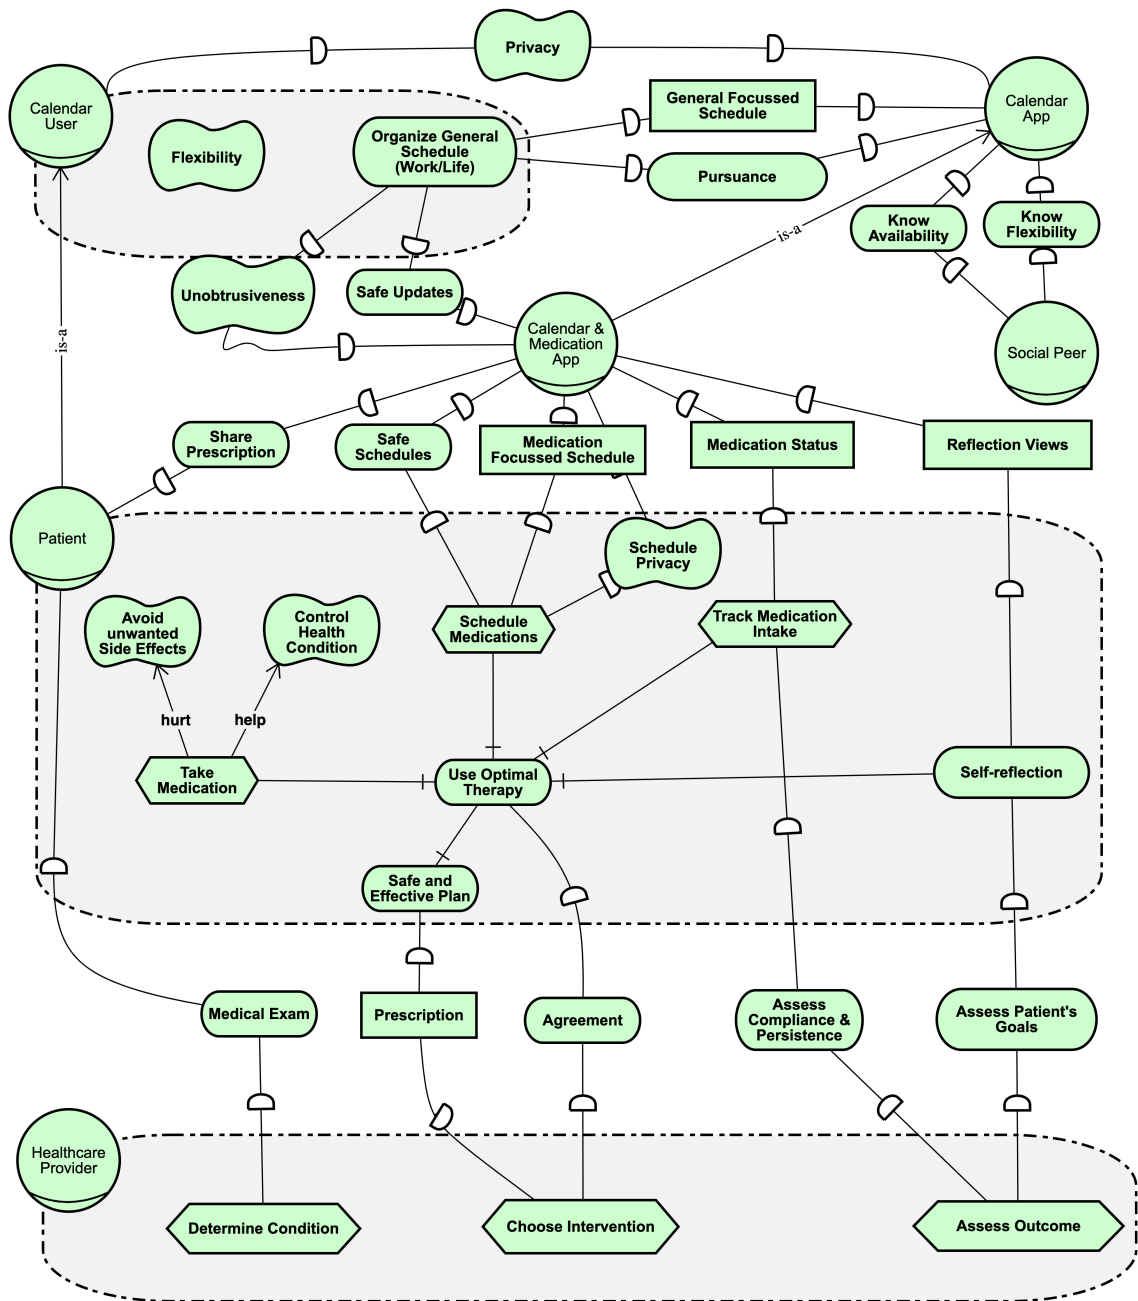 Privacy
Calendar
User
Calendar
App
General Focussed
Schedule
Organize General
Schedule
(Work/Life)
Flexibility
Pursuance
Know
Availability
Know
Flexibility
is-a
Unobtrusiveness
Safe Updates
is-a
Calendar &
Medication
App
Social Peer
Share
Prescription
Safe
Schedules
Medication
Focussed Schedule
Medication Status
Reflection Views
Patient
Schedule
Privacy
Avoid
unwanted
Side Effects
Control
Health
Condition
Schedule
Medications
Track Medication
Intake
hurt
help
Take
Medication
Use Optimal
Therapy
Self-reflection
Safe and
Effective Plan
Medical Exam
Prescription
Agreement
Assess
Compliance &
Persistence
Assess Patient's
Goals
Healthcare
Provider
Determine Condition
Choose Intervention
Assess Outcome